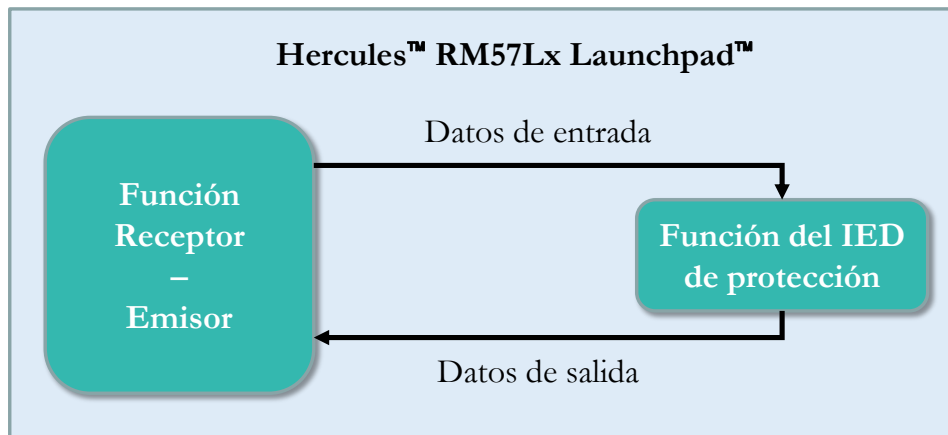 Hercules™ RM57Lx Launchpad™
Datos de entrada
Función
Receptor
–
Emisor
Función del IED
de protección
Datos de salida